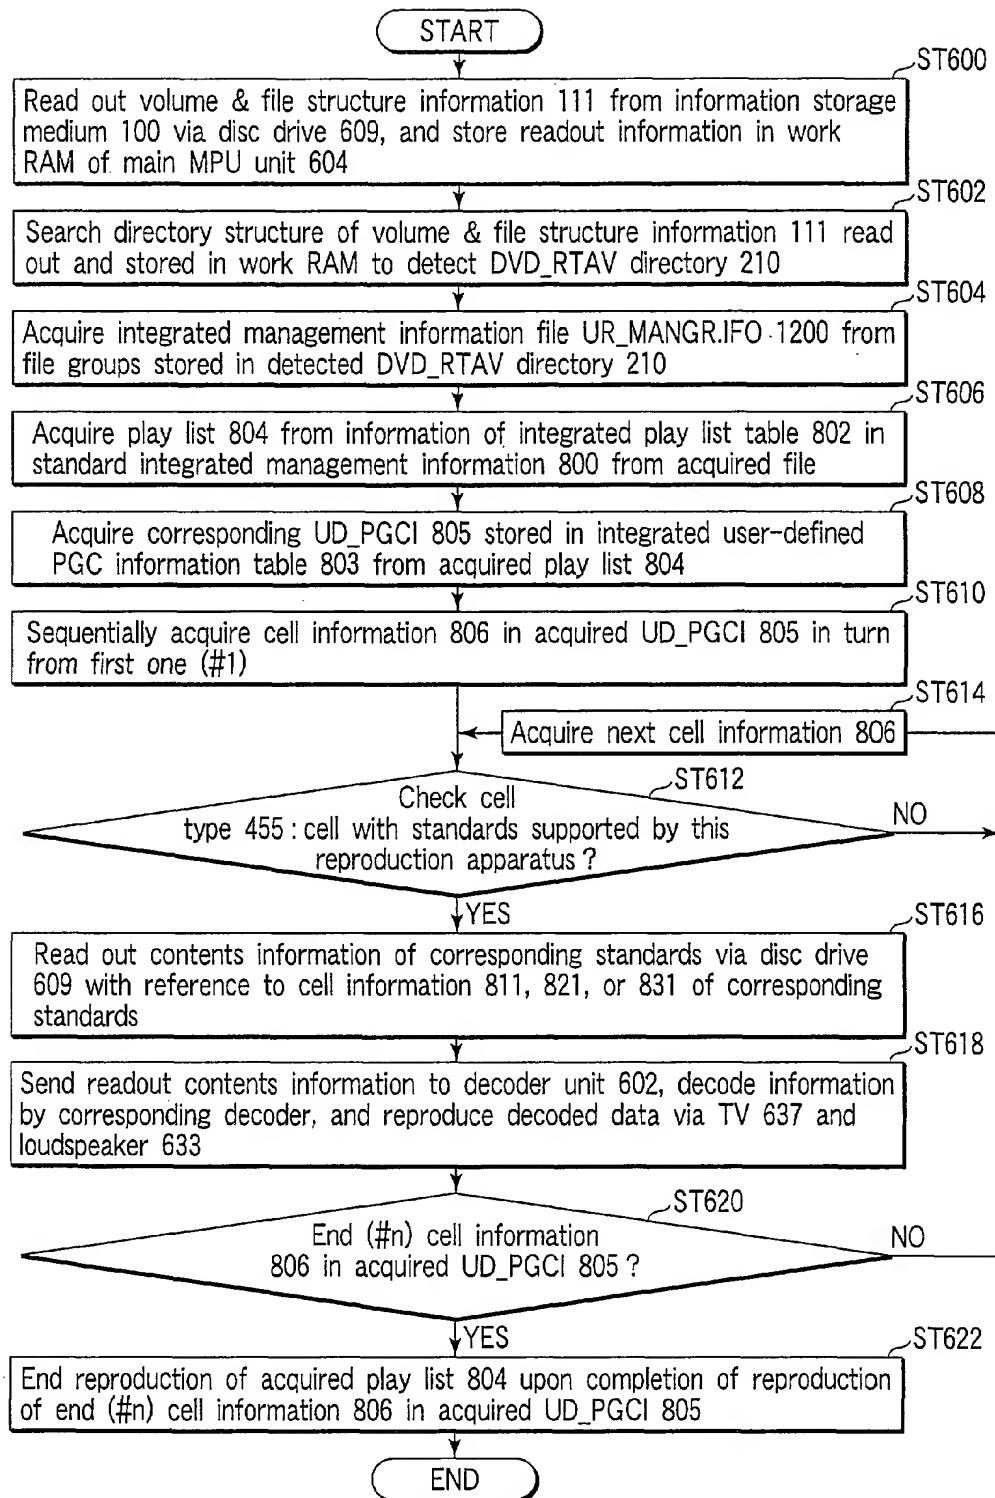 START
ST600
Read out volume & file structure information 111 from information storage
medium 100 via disc drive 609, and store readout information in work
RAM of main MPU unit 604
ST602
Search directory structure of volume & file structure information 111 read
out and stored in work RAM to detect DVD_RTAV directory 210
ST604
Acquire integrated management information file UR_MANGR.IFO 1200 from
file groups stored in detected DVD_RTAV directory 210
ST606
Acquire play list 804 from information of integrated play list table 802 in
standard integrated management information 800 from acquired file
ST608
Acquire corresponding UD_PGCI 805 stored in integrated user-defined
PGC information table 803 from acquired play list 804
ST610
Sequentially acquire cell information 806 in acquired UD_PGCI 805 in turn
from first one (#1)
ST614
Acquire next cell information 806
ST612
Check cell
type 455 : cell with standards supported by this
reproduction apparatus ?
NO
YES
ST616
Read out contents information of corresponding standards via disc drive
609 with reference to cell information 811, 821, or 831 of corresponding
standards
ST618
Send readout contents information to decoder unit 602, decode information
by corresponding decoder, and reproduce decoded data via TV 637 and
loudspeaker 633
ST620
End (#n) cell information
806 in acquired UD_PGCI 805 ?
NO
YES
ST622
End reproduction of acquired play list 804 upon completion of reproduction
of end (#n) cell information 806 in acquired UD_PGCI 805
END